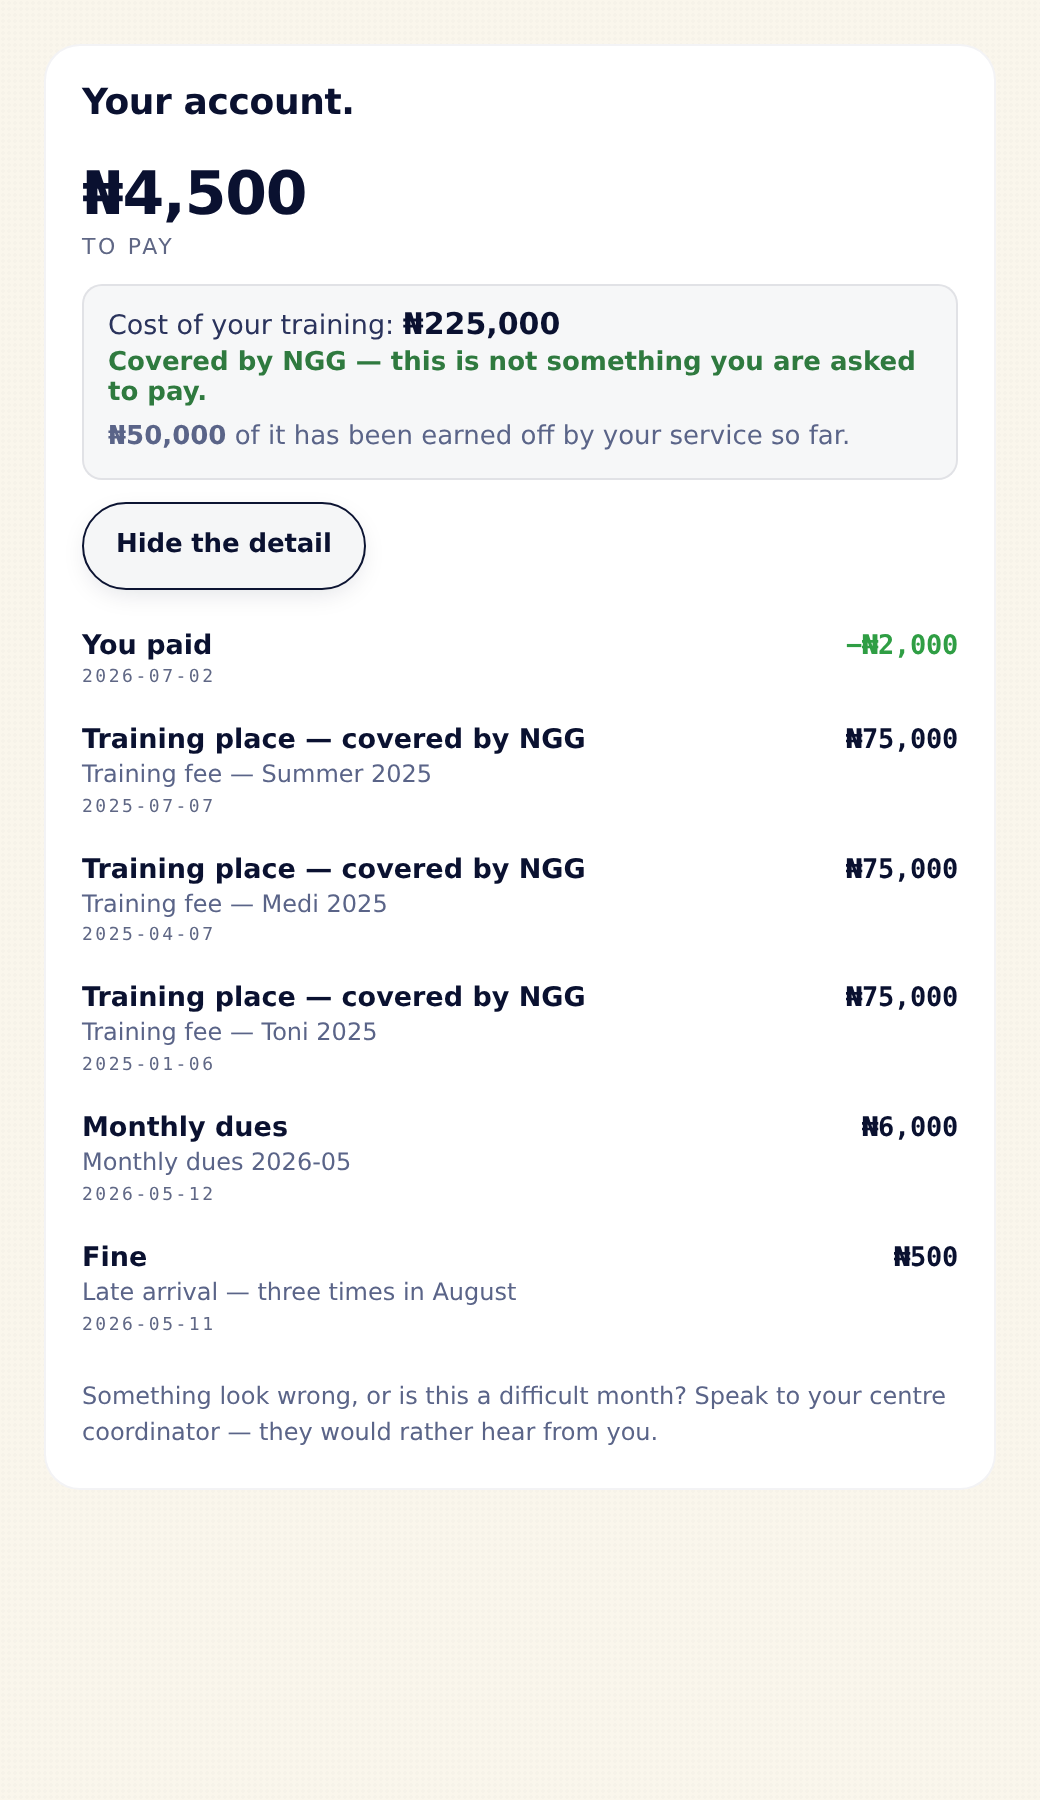 Your account.
₦4,500
TO PAY
Cost of your training: ₦225,000
Covered by NGG — this is not something you are asked
to pay.
₦50,000 of it has been earned off by your service so far.
Hide the detail
You paid
−₦2,000
2026-07-02
Training place — covered by NGG
₦75,000
Training fee — Summer 2025
2025-07-07
Training place — covered by NGG
₦75,000
Training fee — Medi 2025
2025-04-07
Training place — covered by NGG
₦75,000
Training fee — Toni 2025
2025-01-06
Monthly dues
₦6,000
Monthly dues 2026-05
2026-05-12
Fine
₦500
Late arrival — three times in August
2026-05-11
Something look wrong, or is this a difficult month? Speak to your centre
coordinator — they would rather hear from you.